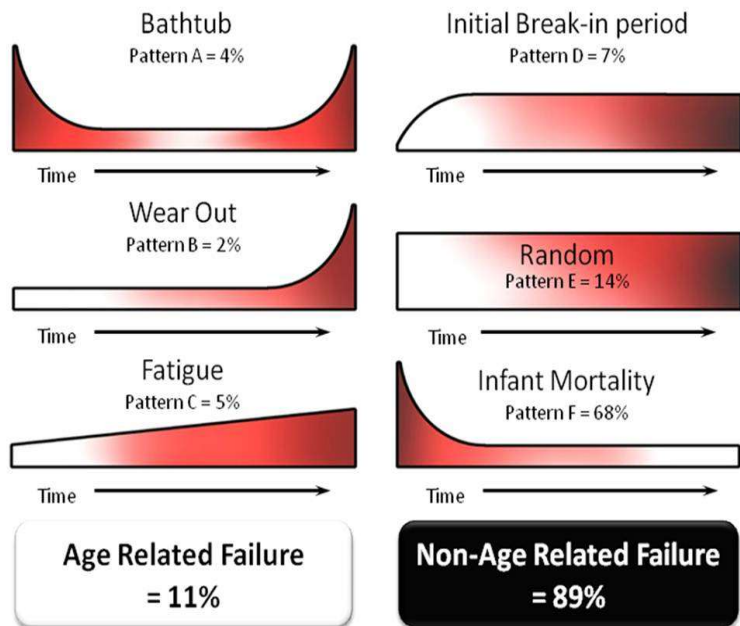 Bathtub
Pattern A = 4%
Time
Wear Out
Pattern B = 2%
Time
Fatigue
Pattern C = 5%
Time
Age Related Failure
= 11%
Initial Break-in period
Pattern D = 7%
Time
Random
Pattern E = 14%
Time
Infant Mortality
Pattern F = 68%
Time
Non-Age Related Failure
= 89%